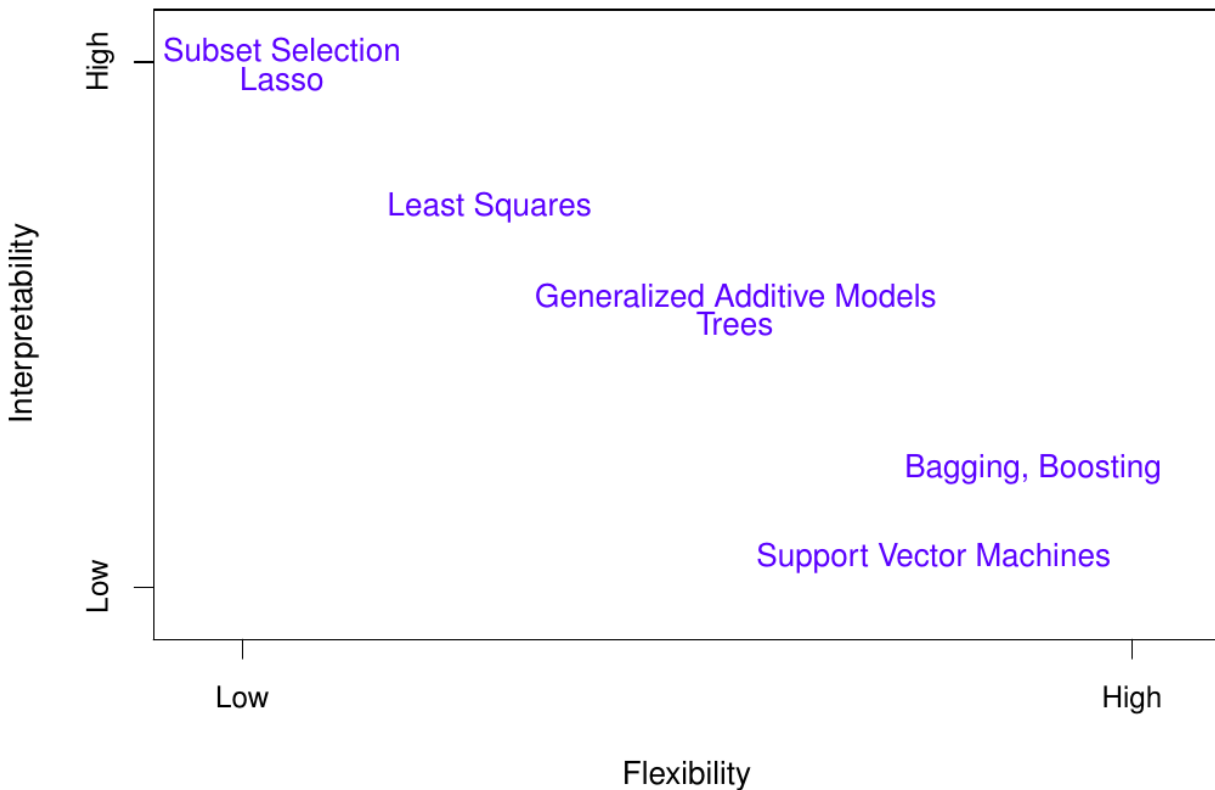 High
Subset Selection
Lasso
Least Squares
Interpretability
Generalized Additive Models
Trees
Bagging, Boosting
Support Vector Machines
Low
Low
High
Flexibility